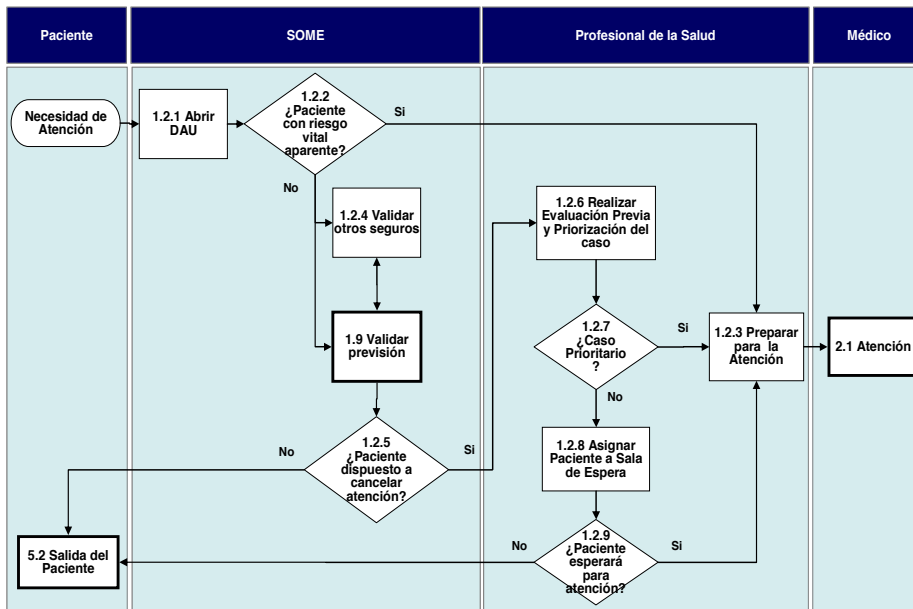 Paciente
SOME
Profesional de la Salud
Médico
Necesidad de
Atención
1.2.1 Abrir
DAU
1.2.2
¿Paciente
con riesgo
vital
aparente?
Si
No
1.2.4 Validar
otros seguros
1.2.6 Realizar
Evaluación Previa
y Priorización del
caso
1.9 Validar
previsión
1.2.7
¿Caso
Prioritario
?
Si
1.2.3 Preparar
para la
Atención
2.1 Atención
No
1.2.5
¿Paciente
dispuesto a
cancelar
atención?
No
Si
1.2.8 Asignar
Paciente a Sala
de Espera
5.2 Salida del
Paciente
No
1.2.9
¿Paciente
esperará
para
atención?
Si